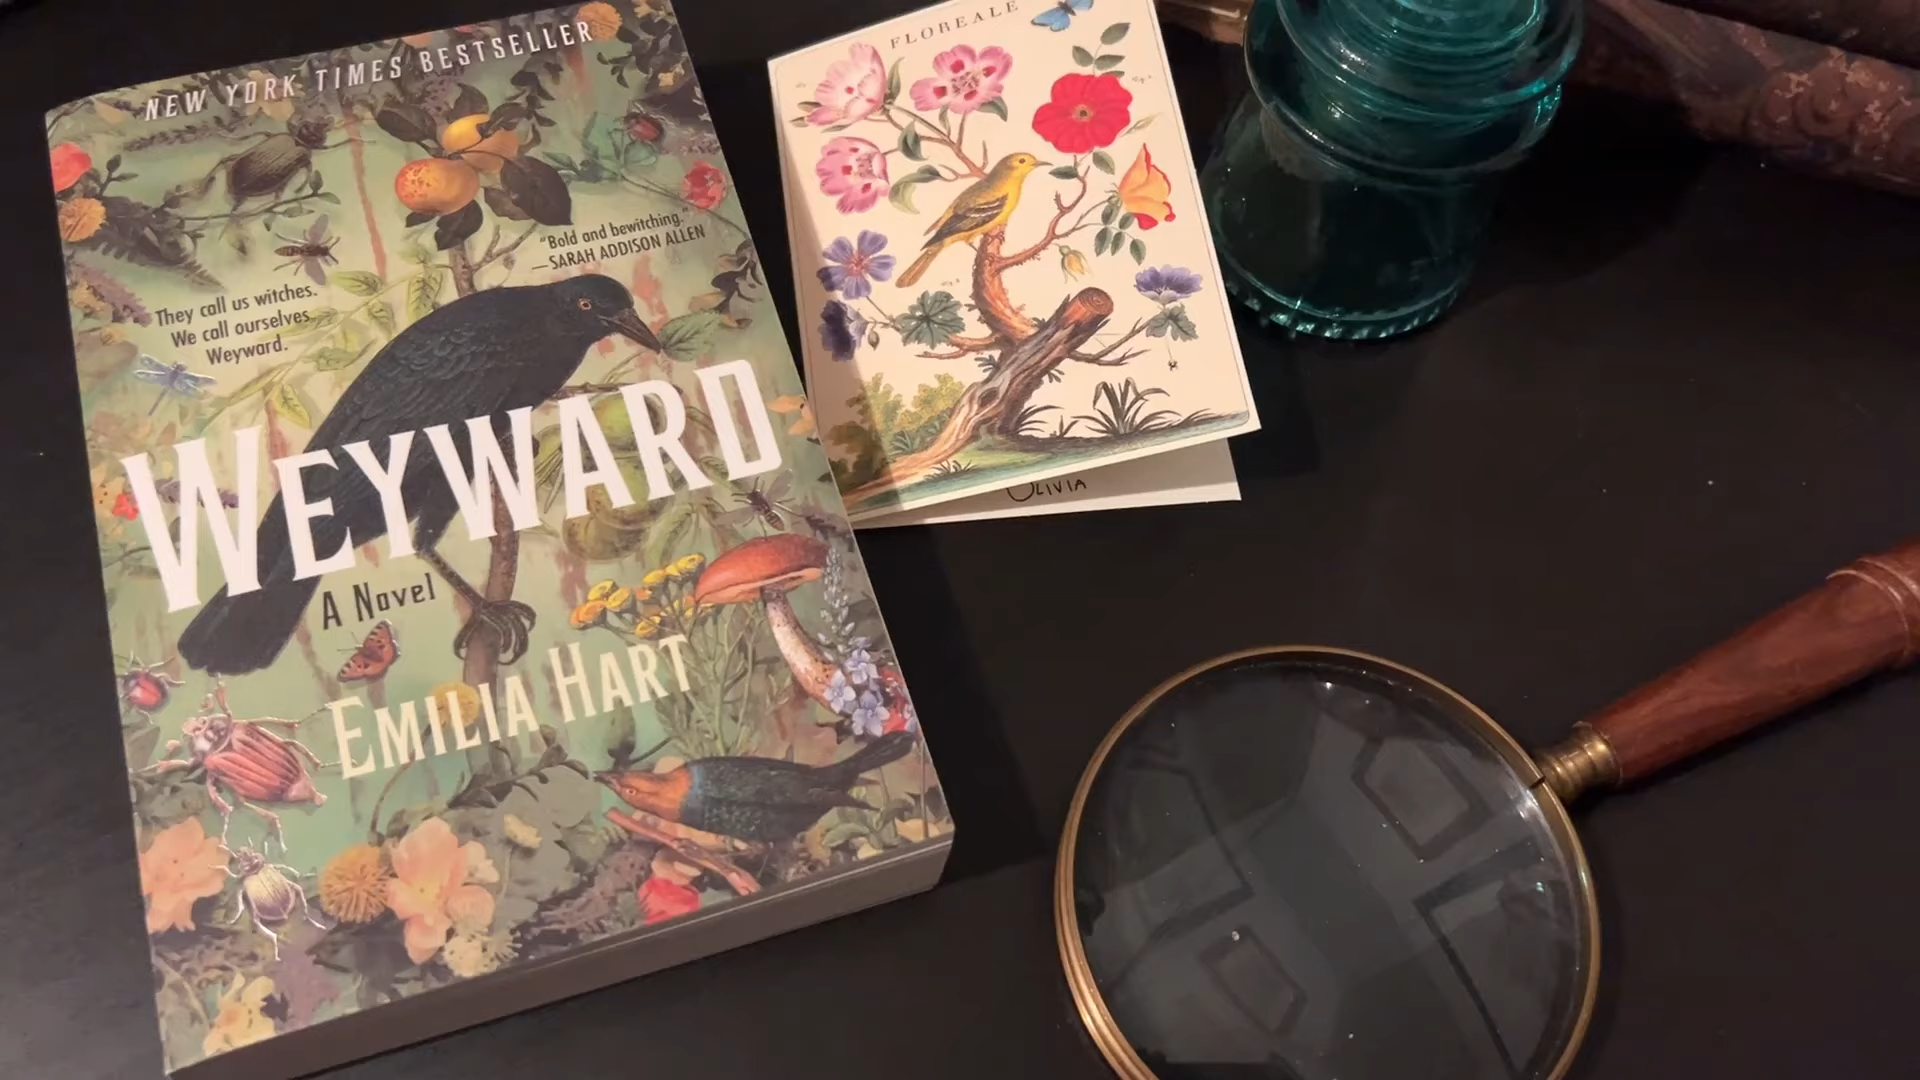 NEW YORK TIMES BESTSELLER
"Bold and bewitching."
—SARAH ADDISON ALLEN
They call us witches.
We call ourselves
Weyward.
WEYWARD
A Novel
EMILIA HART
FLOREALE
OLIVIA